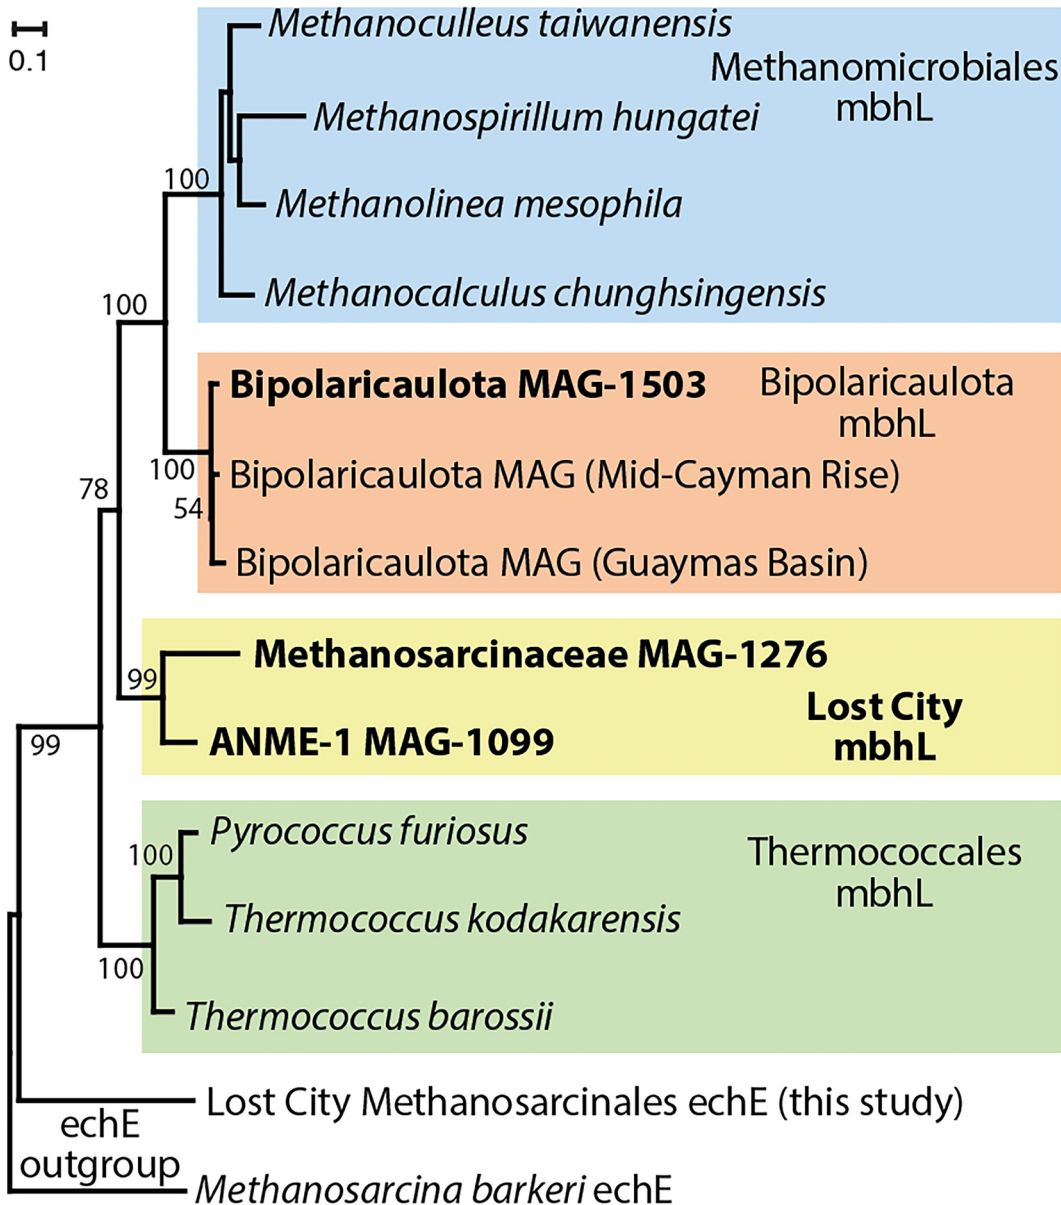 0.1
Methanoculleus taiwanensis
Methanomicrobiales
mbhL
Methanospirillum hungatei
100
Methanolinea mesophila
Methanocalculus chunghsingensis
100
Bipolaricaulota MAG-1503
Bipolaricaulota
mbhL
100
Bipolaricaulota MAG (Mid-Cayman Rise)
78
54
Bipolaricaulota MAG (Guaymas Basin)
Methanosarcinaceae MAG-1276
99
Lost City
mbhL
ANME-1 MAG-1099
99
Pyrococcus furiosus
100
Thermococcales
mbhL
Thermococcus kodakarensis
100
Thermococcus barossii
Lost City Methanosarcinales echE (this study)
echE
outgroup
Methanosarcina barkeri echE